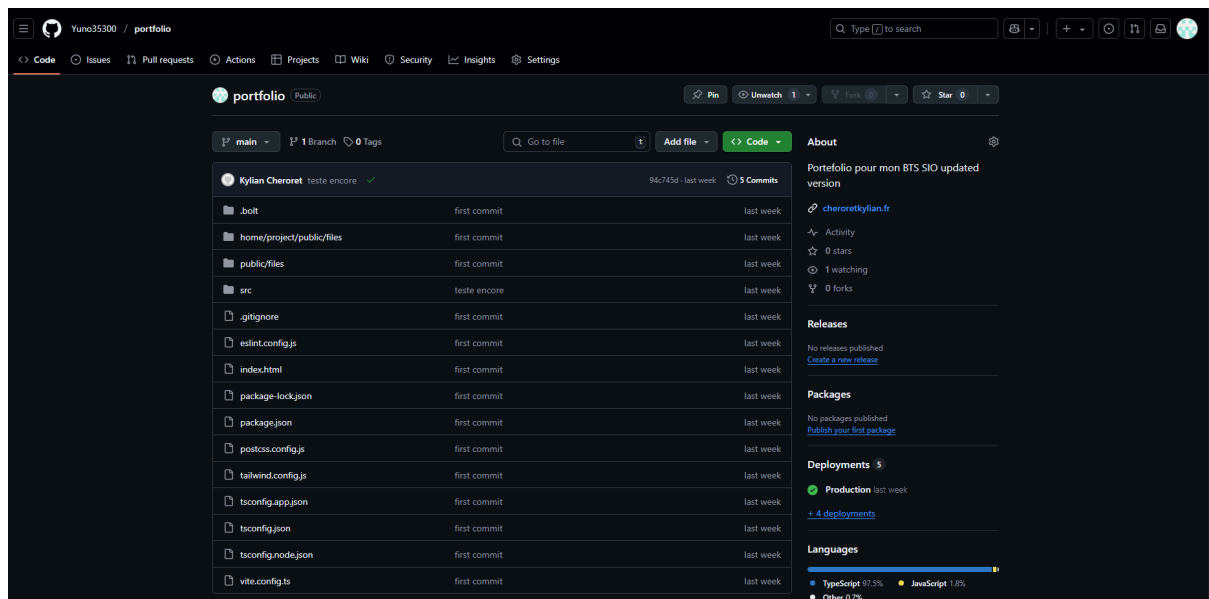 Yuno35300 / portfolio
Type / to search
Code Issues Pull requests Actions Projects Wiki Security Insights Settings
portfolio Public
Pin Unwatch 1 Fork 0 Star 0
main 1 Branch 0 Tags Go to file t Add file Code
Kylian Cheroret teste encore 94c745d · last week 5 Commits
.bolt first commit last week
home/project/public/files first commit last week
public/files first commit last week
src teste encore last week
.gitignore first commit last week
eslint.config.js first commit last week
index.html first commit last week
package-lock.json first commit last week
package.json first commit last week
postcss.config.js first commit last week
tailwind.config.js first commit last week
tsconfig.app.json first commit last week
tsconfig.json first commit last week
tsconfig.node.json first commit last week
vite.config.ts first commit last week
About
Portefolio pour mon BTS SIO updated
version
cheroretkylian.fr
Activity
0 stars
1 watching
0 forks
Releases
No releases published
Create a new release
Packages
No packages published
Publish your first package
Deployments 5
Production last week
+ 4 deployments
Languages
TypeScript 97.5% JavaScript 1.8%
Other 0.7%